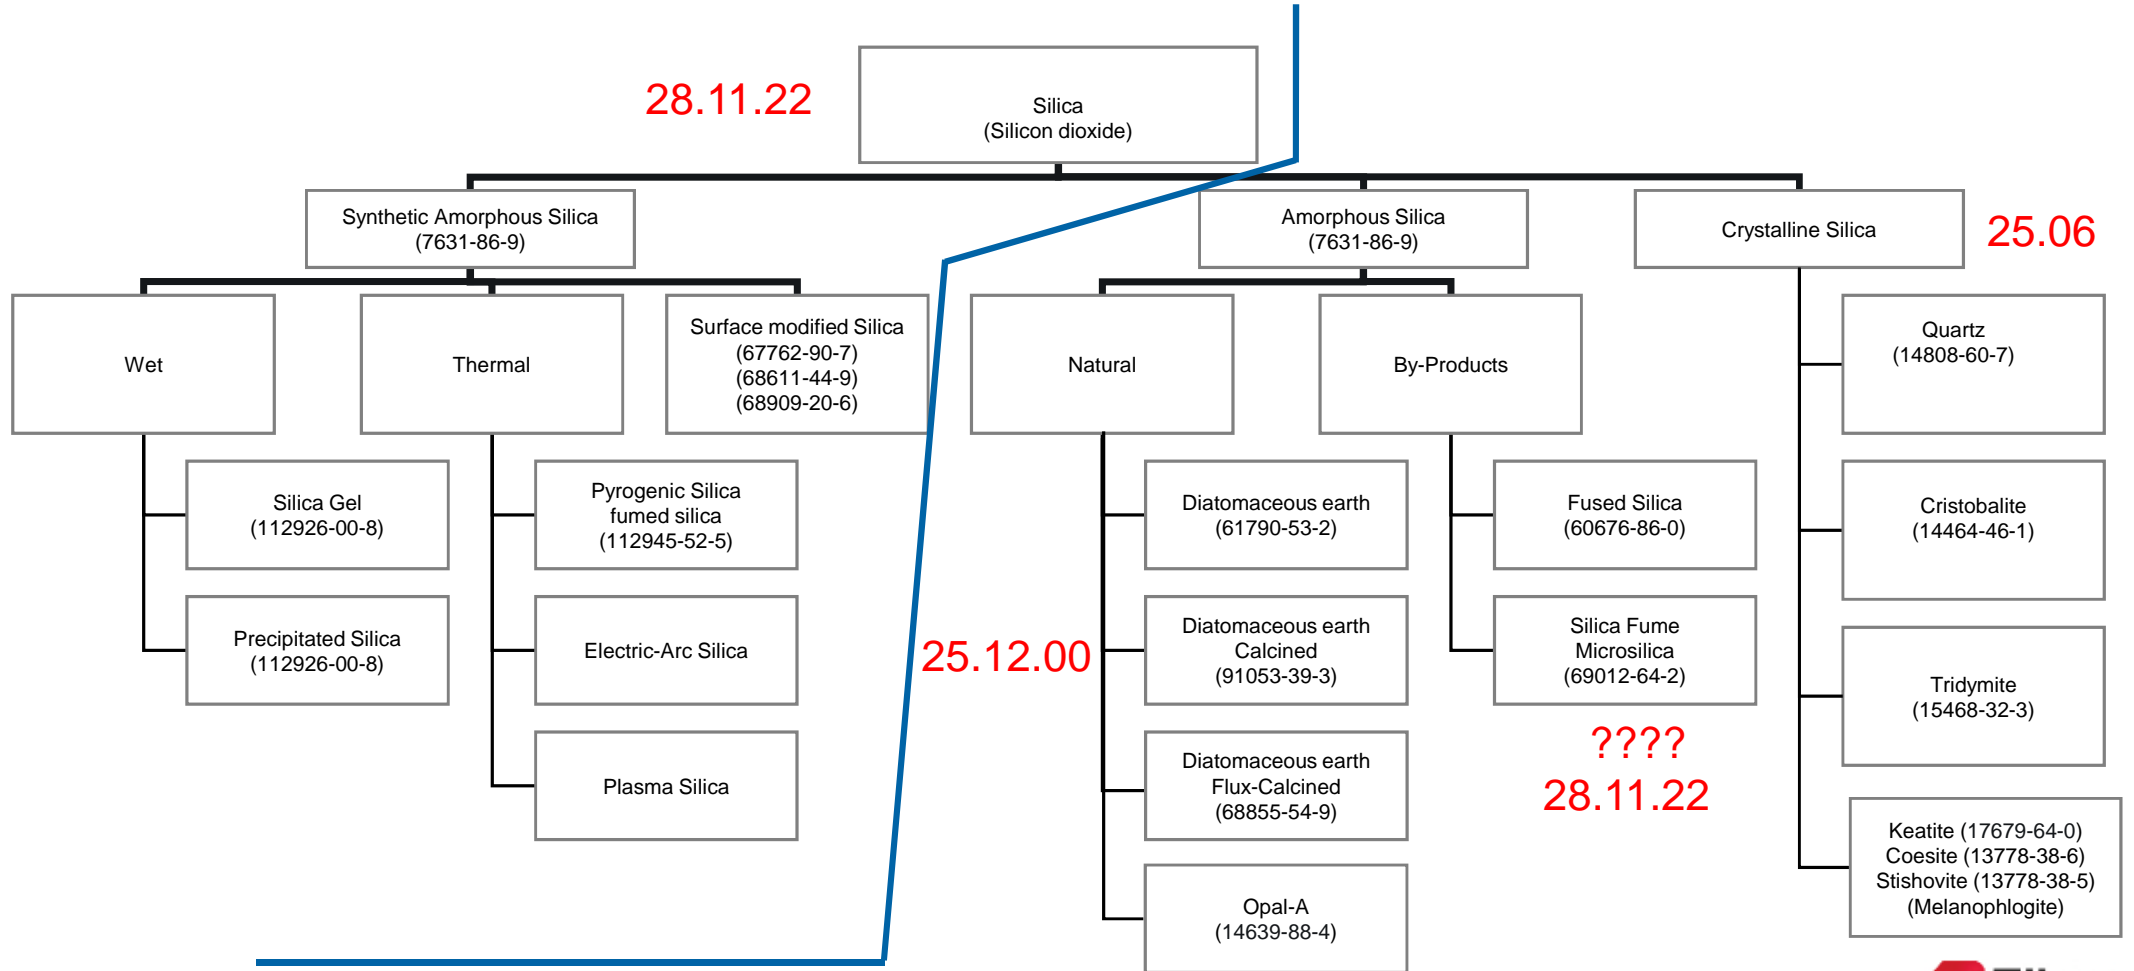 28.11.22
Silica
(Silicon dioxide)
Synthetic Amorphous Silica
(7631-86-9)
Amorphous Silica
(7631-86-9)
Crystalline Silica
25.06
Wet
Thermal
Surface modified Silica
(67762-90-7)
(68611-44-9)
(68909-20-6)
Natural
By-Products
Quartz
(14808-60-7)
Silica Gel
(112926-00-8)
Pyrogenic Silica
fumed silica
(112945-52-5)
Diatomaceous earth
(61790-53-2)
Fused Silica
(60676-86-0)
Cristobalite
(14464-46-1)
Precipitated Silica
(112926-00-8)
Electric-Arc Silica
25.12.00
Diatomaceous earth
Calcined
(91053-39-3)
Silica Fume
Microsilica
(69012-64-2)
Tridymite
(15468-32-3)
Plasma Silica
Diatomaceous earth
Flux-Calcined
(68855-54-9)
????
28.11.22
Keatite (17679-64-0)
Coesite (13778-38-6)
Stishovite (13778-38-5)
(Melanophlogite)
Opal-A
(14639-88-4)